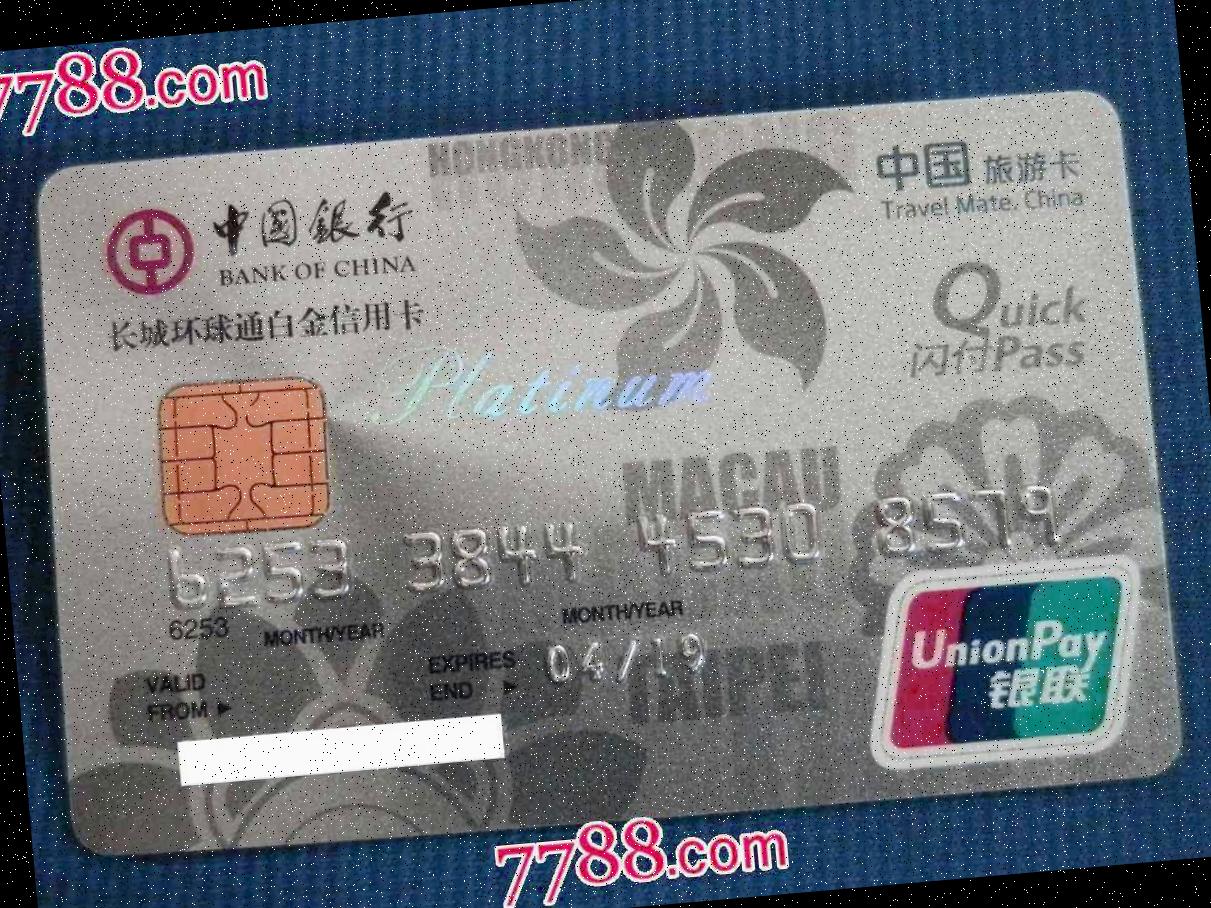 7788.com
HONGKONG
中国 旅游卡
Travel Mate. China
中国銀行
BANK OF CHINA
长城环球通白金信用卡
Quick
闪付Pass
Platinum
MACAU
6253 3844 4530 8579
6253
MONTH/YEAR
MONTH/YEAR
VALID
FROM
EXPIRES
END
04/19
TAIPEI
UnionPay
银联
7788.com